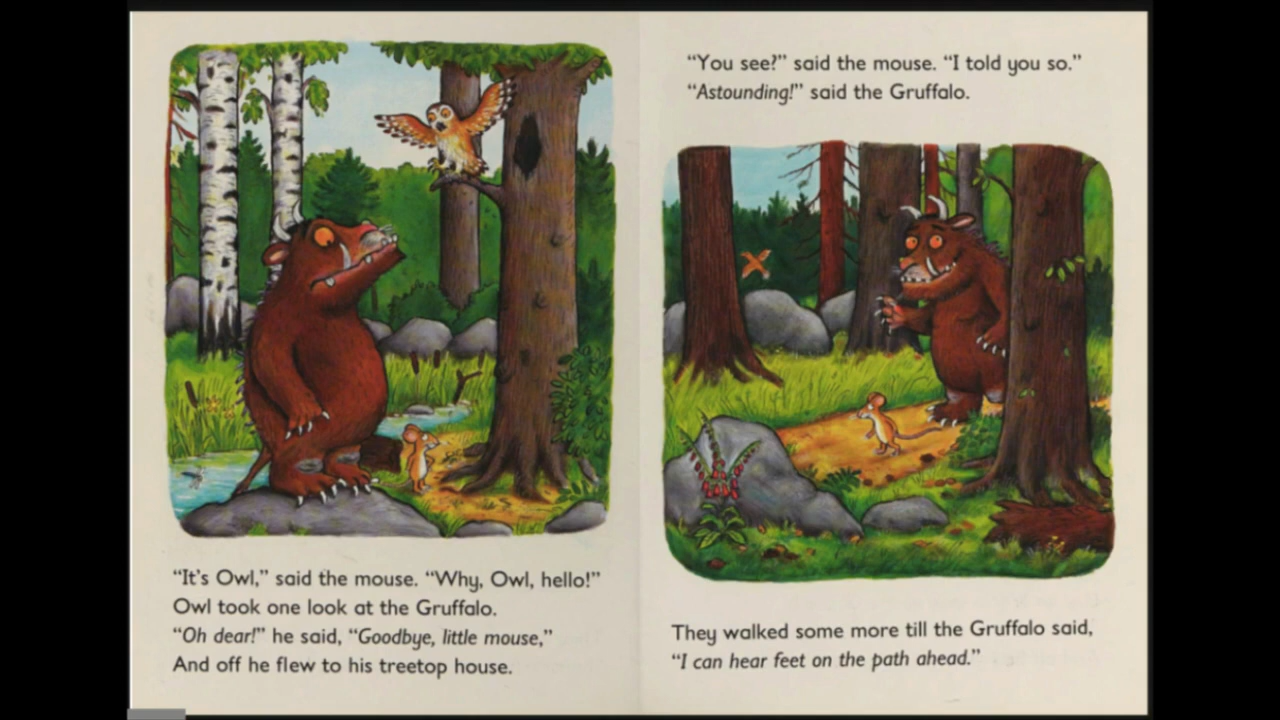 “It’s Owl,” said the mouse. “Why, Owl, hello!”
Owl took one look at the Gruffalo.
“Oh dear!” he said, “Goodbye, little mouse,”
And off he flew to his treetop house.
“You see?” said the mouse. “I told you so.”
“Astounding!” said the Gruffalo.
They walked some more till the Gruffalo said,
“I can hear feet on the path ahead.”